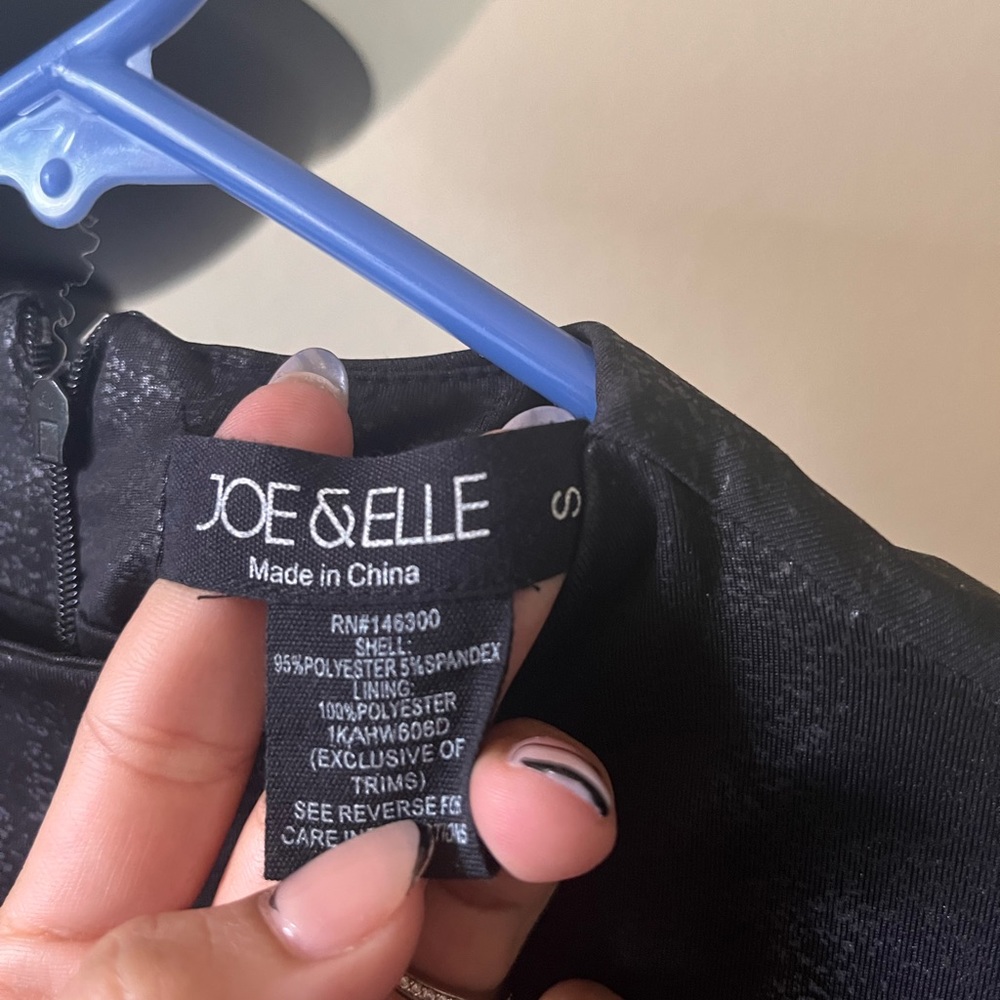 JOE & ELLE
S
Made in China
RN#146300
SHELL:
95%POLYESTER 5%SPANDEX
LINING:
100%POLYESTER
1KAHW606D
(EXCLUSIVE OF
TRIMS)
SEE REVERSE FOR
CARE